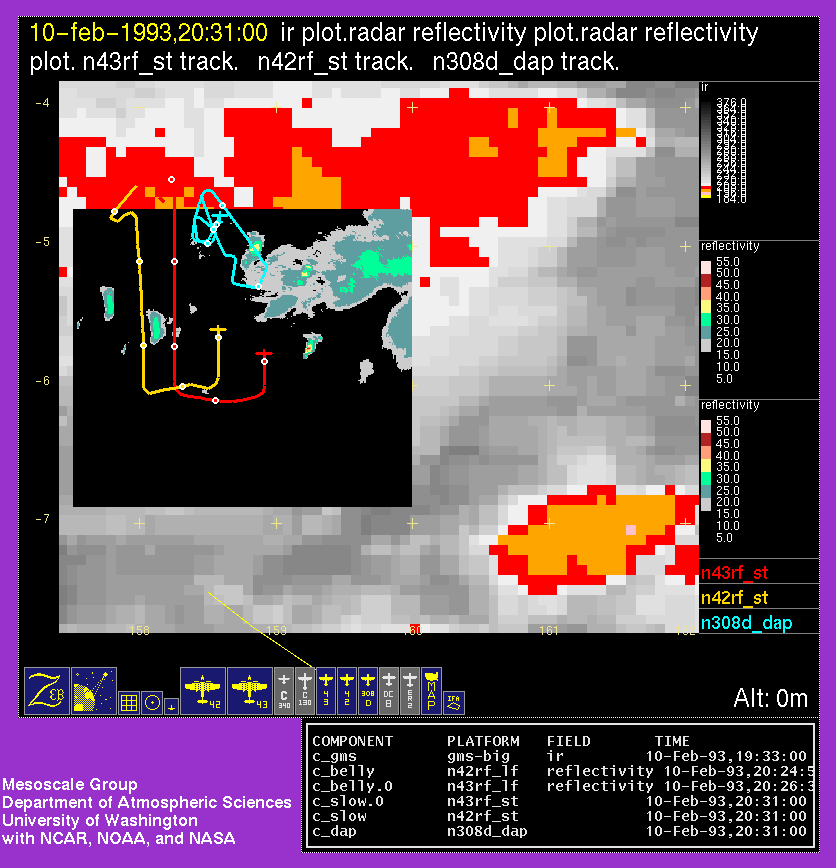 10-feb-1993,20:31:00 ir plot.radar reflectivity plot.radar reflectivity
plot. n43rf_st track. n42rf_st track. n308d_dap track.
ir
376.0
184.0
-4
-5
-6
-7
reflectivity
55.0
50.0
45.0
40.0
35.0
30.0
25.0
20.0
15.0
10.0
5.0
reflectivity
55.0
50.0
45.0
40.0
35.0
30.0
25.0
20.0
15.0
10.0
5.0
n43rf_st
n42rf_st
n308d_dap
158
159
160
161
162
ZEB
42
43
C
340
C
130
4
3
4
2
308
D
DC
8
ER
2
MAP
IFA
Alt: 0m
COMPONENT PLATFORM FIELD TIME
c_gms gms-big ir 10-Feb-93,19:33:00
c_belly n42rf_lf reflectivity 10-Feb-93,20:24:5
c_belly.0 n43rf_lf reflectivity 10-Feb-93,20:26:3
c_slow.0 n43rf_st 10-Feb-93,20:31:00
c_slow n42rf_st 10-Feb-93,20:31:00
c_dap n308d_dap 10-Feb-93,20:31:00
Mesoscale Group
Department of Atmospheric Sciences
University of Washington
with NCAR, NOAA, and NASA